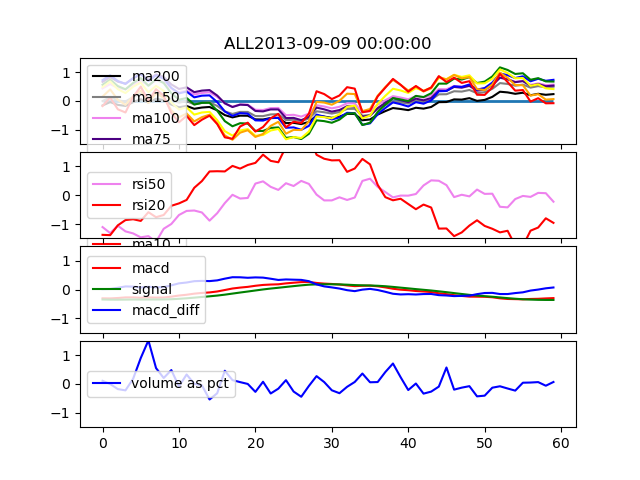 ALL2013-09-09 00:00:00
1
0
−1
ma200
ma150
ma100
ma75
1
0
−1
rsi50
rsi20
ma10
1
0
−1
macd
signal
macd_diff
1
0
−1
volume as pct
0 10 20 30 40 50 60